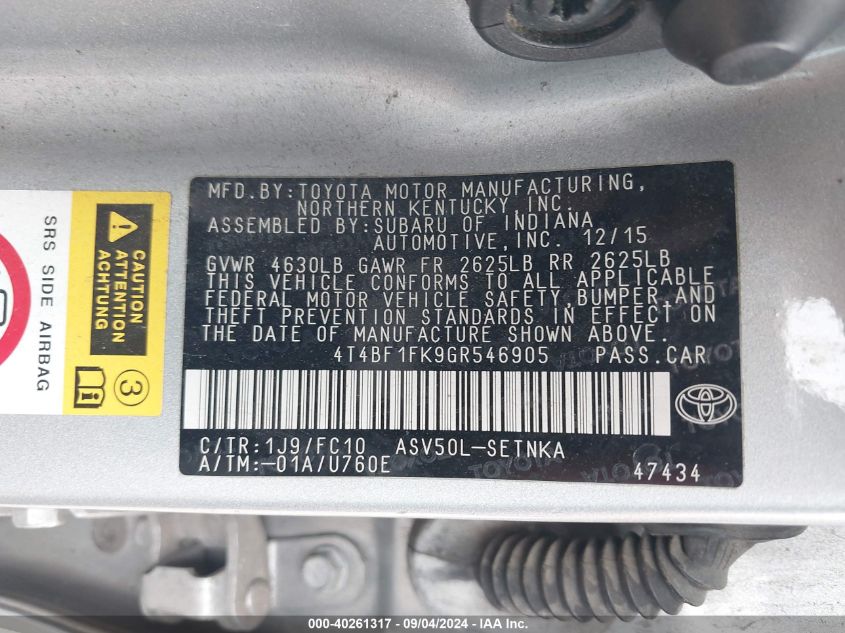 SRS SIDE AIRBAG
CAUTION
ATTENTION
ACHTUNG
3
MFD.BY:TOYOTA MOTOR MANUFACTURING,
NORTHERN KENTUCKY, INC.
ASSEMBLED BY:SUBARU OF INDIANA
AUTOMOTIVE,INC. 12/15
GVWR 4630LB GAWR FR 2625LB RR 2625LB
THIS VEHICLE CONFORMS TO ALL APPLICABLE
FEDERAL MOTOR VEHICLE SAFETY,BUMPER,AND
THEFT PREVENTION STANDARDS IN EFFECT ON
THE DATE OF MANUFACTURE SHOWN ABOVE.
4T4BF1FK9GR546905 PASS.CAR
C/TR:1J9/FC10 ASV50L-SETNKA
A/TM:-01A/U760E 47434
000-40261317 - 09/04/2024 - IAA Inc.